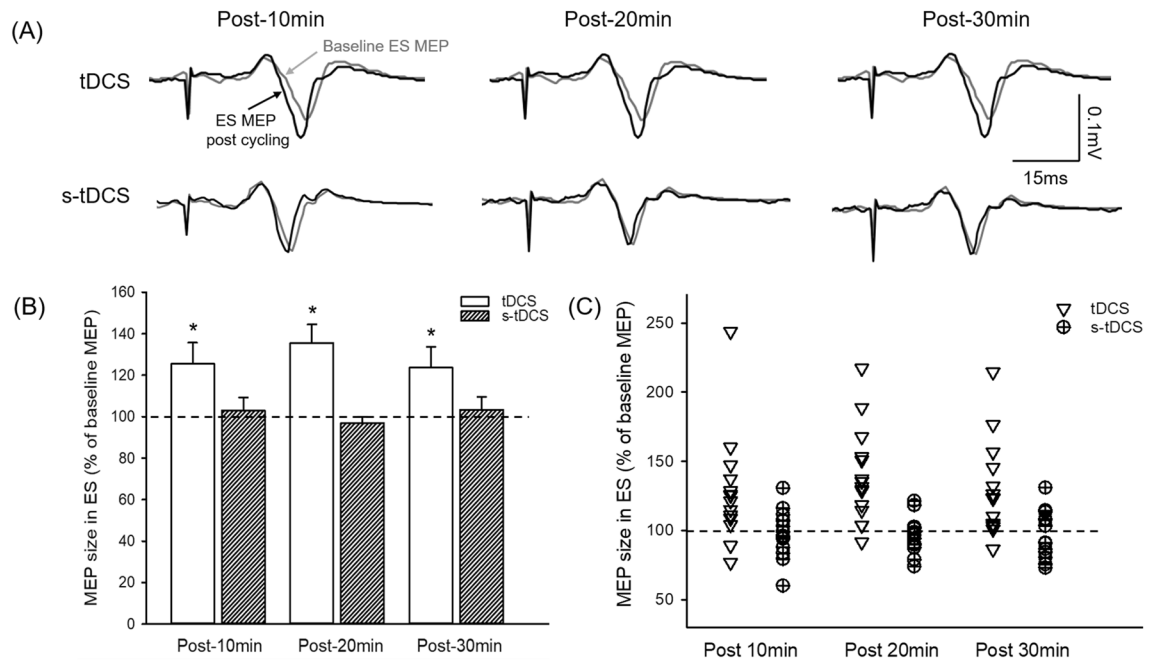 (A)
Post-10min
Post-20min
Post-30min
tDCS
Baseline ES MEP
ES MEP
post cycling
0.1mV
15ms
s-tDCS
(B)
MEP size in ES (% of baseline MEP)
160
140
120
100
80
60
40
20
0
*
*
*
tDCS
s-tDCS
Post-10min
Post-20min
Post-30min
(C)
MEP size in ES (% of baseline MEP)
250
200
150
100
50
tDCS
s-tDCS
Post 10min
Post 20min
Post 30min